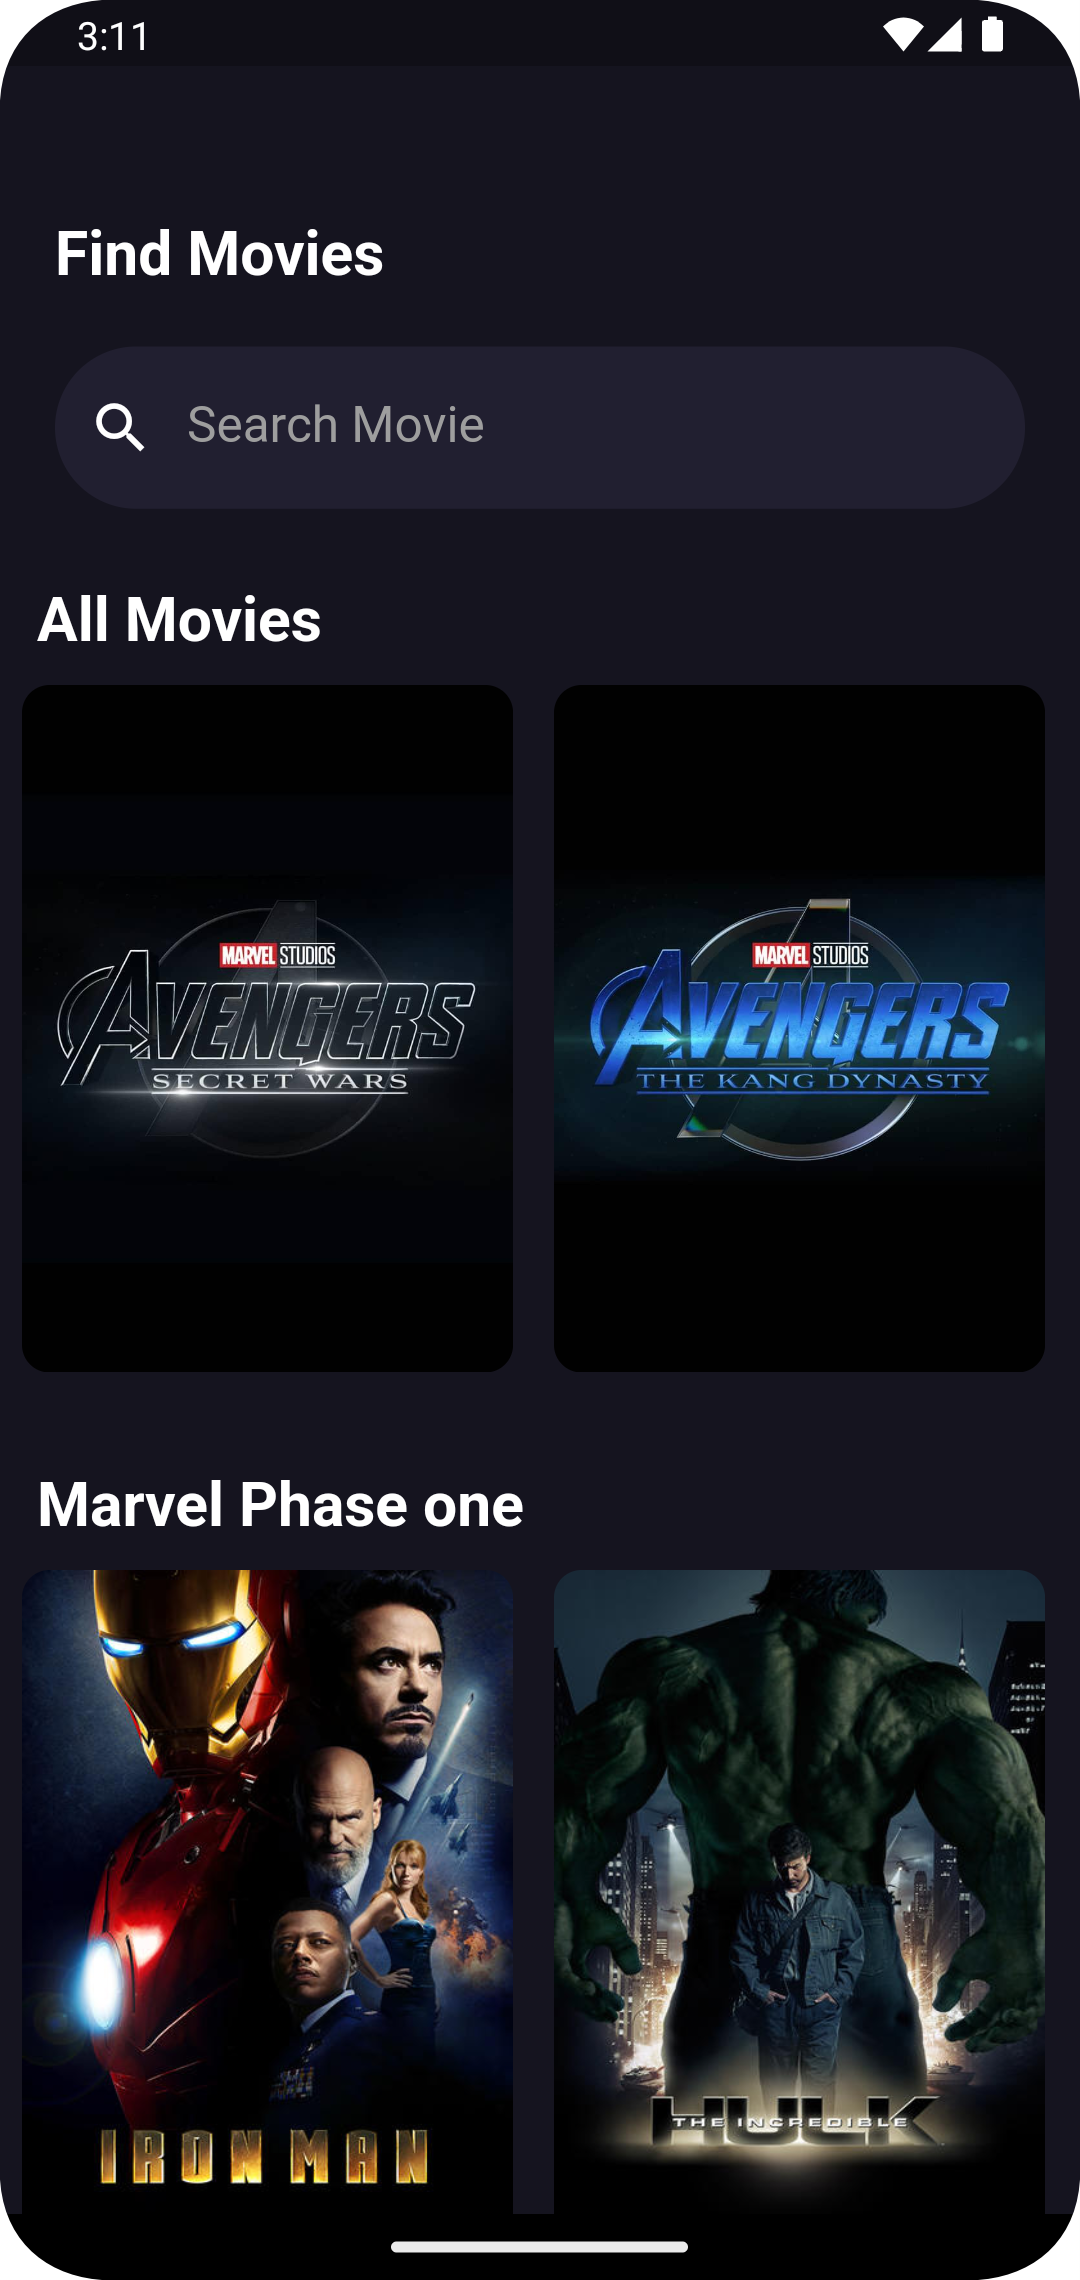 3:11
Find Movies
Search Movie
All Movies
MARVEL STUDIOS
AVENGERS
SECRET WARS
MARVEL STUDIOS
AVENGERS
THE KANG DYNASTY
Marvel Phase one
IRON MAN
THE INCREDIBLE
HULK